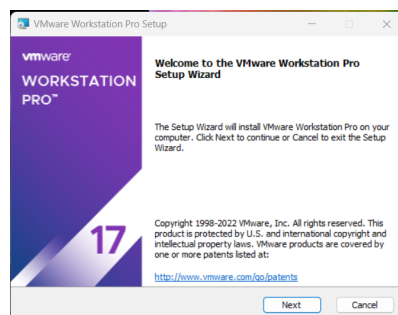 VMware Workstation Pro Setup
vmware
WORKSTATION
PRO™
17
Welcome to the VMware Workstation Pro
Setup Wizard
The Setup Wizard will install VMware Workstation Pro on your
computer. Click Next to continue or Cancel to exit the Setup
Wizard.
Copyright 1998-2022 VMware, Inc. All rights reserved. This
product is protected by U.S. and international copyright and
intellectual property laws. VMware products are covered by
one or more patents listed at:
http://www.vmware.com/go/patents
Next
Cancel